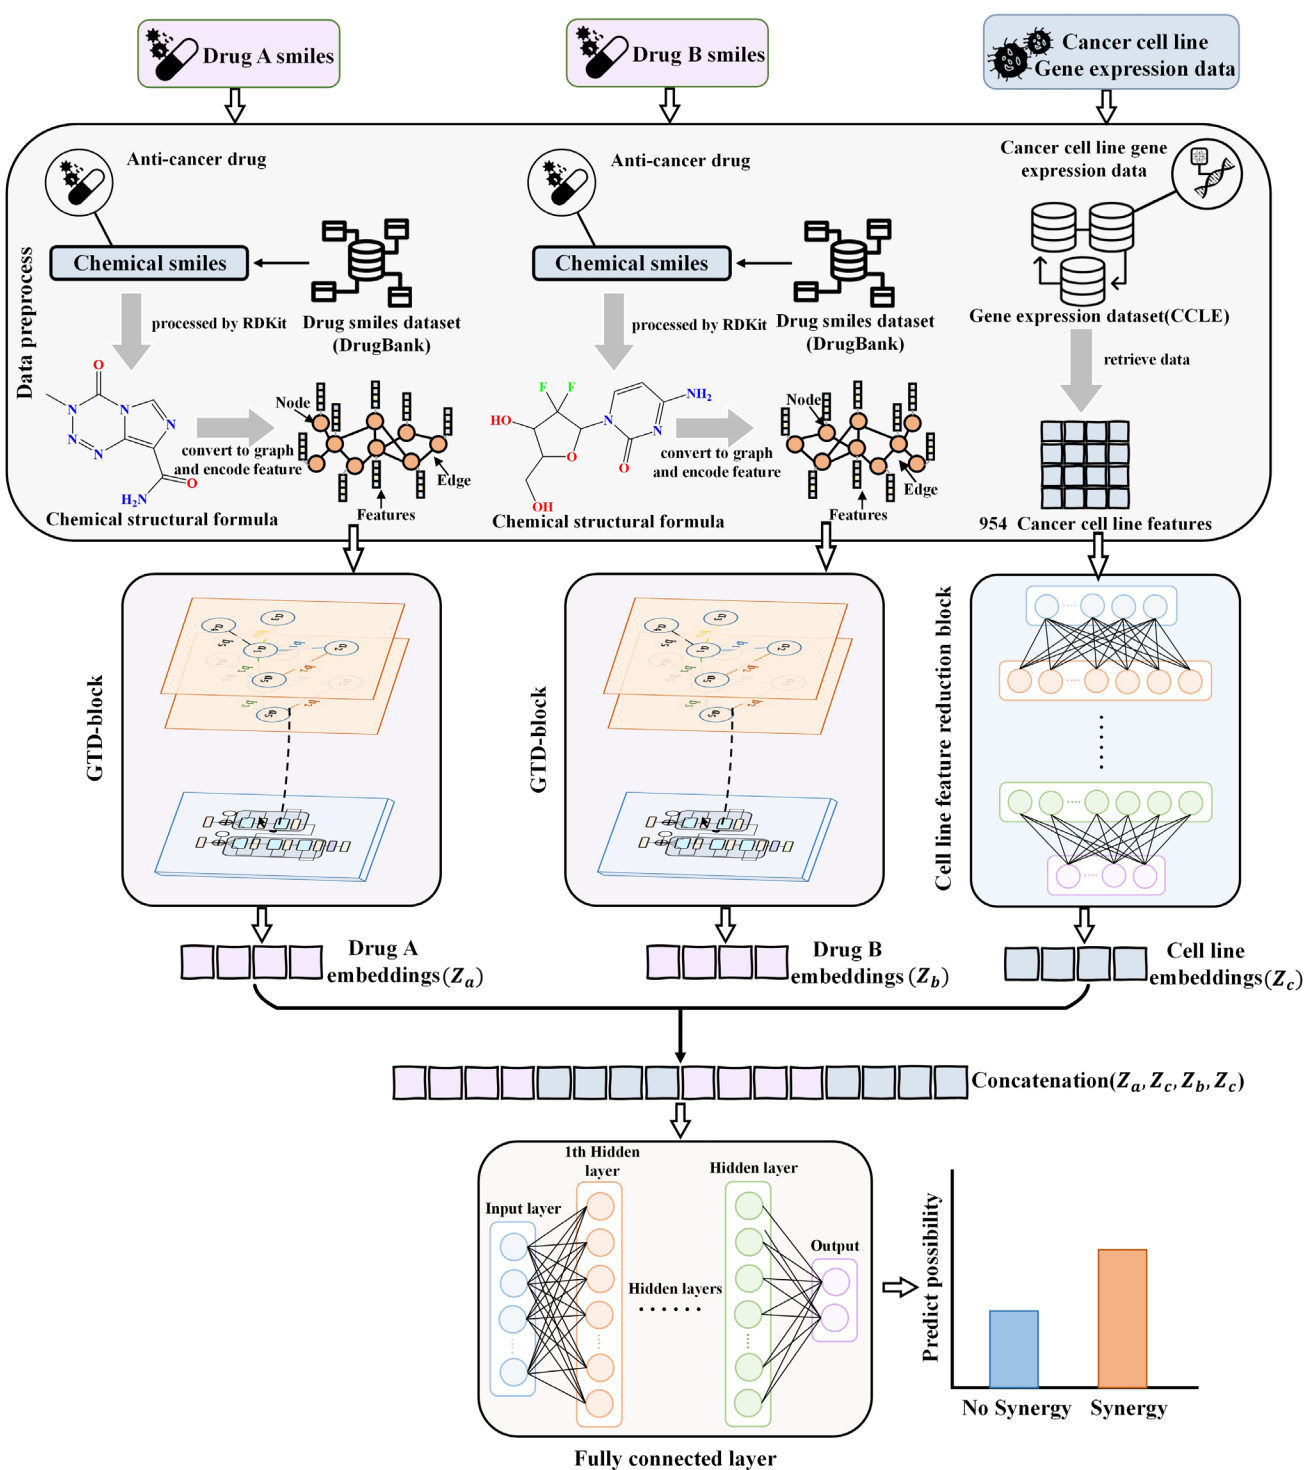 Drug A smiles
Drug B smiles
Cancer cell line
Gene expression data
Data preprocess
Anti-cancer drug
Chemical smiles
processed by RDKit
Drug smiles dataset
(DrugBank)
O
N
N
N
N
N
O
H₂N
convert to graph
and encode feature
Node
Edge
Features
Chemical structural formula
Anti-cancer drug
Chemical smiles
processed by RDKit
Drug smiles dataset
(DrugBank)
F F
HO
NH₂
N
N
O
O
OH
convert to graph
and encode feature
Node
Edge
Features
Chemical structural formula
Cancer cell line gene
expression data
Gene expression dataset(CCLE)
retrieve data
954 Cancer cell line features
GTD-block
GTD-block
Cell line feature reduction block
Drug A
embeddings(Zₐ)
Drug B
embeddings (Z_b)
Cell line
embeddings(Z_c)
Concatenation(Zₐ, Z_c, Z_b, Z_c)
1th Hidden
layer
Input layer
Hidden layers
Hidden layer
Output
Fully connected layer
Predict possibility
No Synergy
Synergy